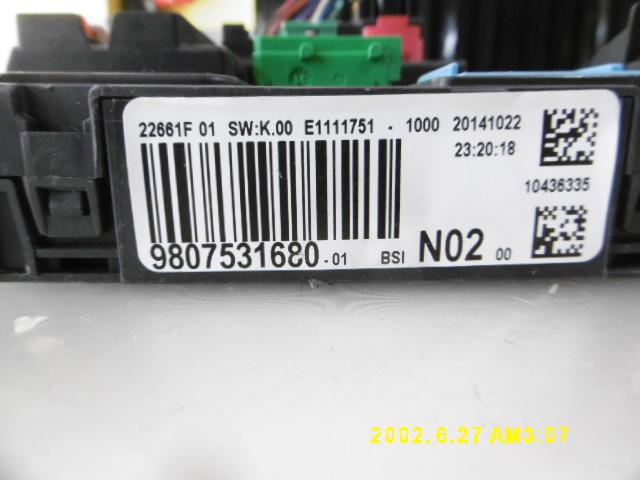 22661F 01 SW:K.00 E1111751 - 1000 20141022
23:20:18
10436335
9807531680-01 BSI N02 00
2002.6.27 AM3:07